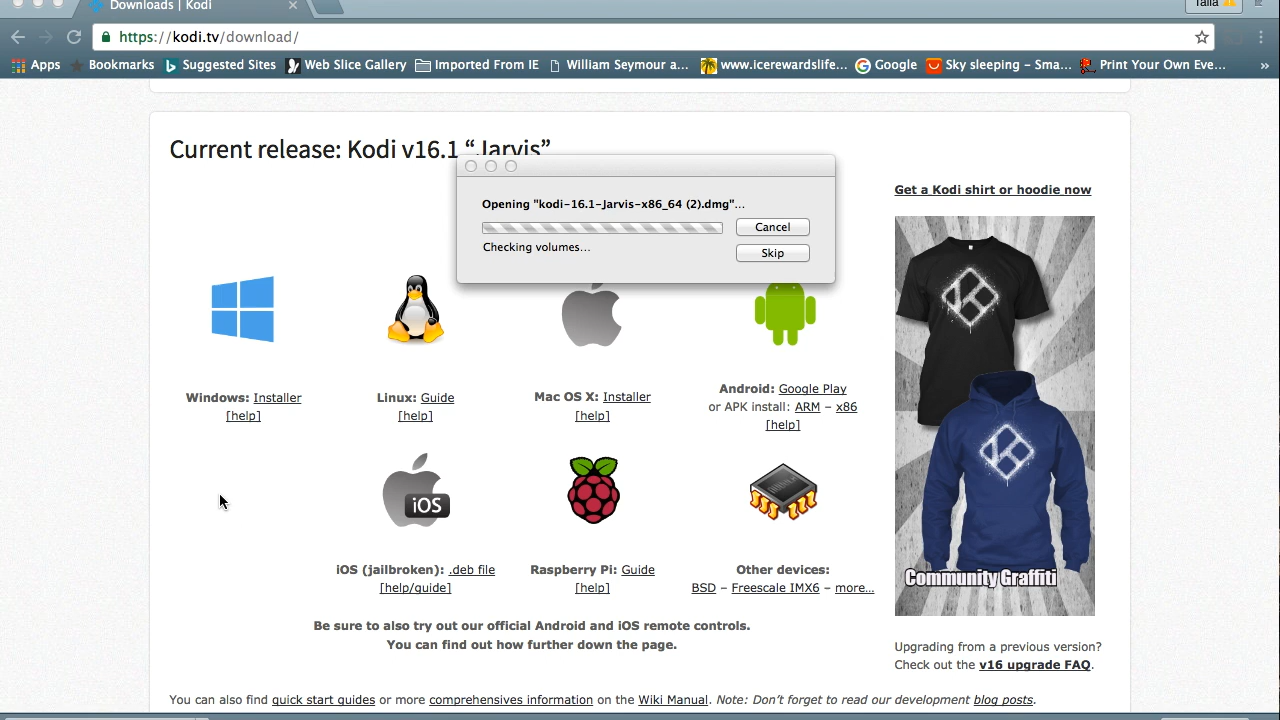 Downloads | Kodi
Talia
https://kodi.tv/download/
Apps
Bookmarks
Suggested Sites
Web Slice Gallery
Imported From IE
William Seymour a...
www.icerewardslife...
Google
Sky sleeping – Sma...
Print Your Own Eve...
»
Current release: Kodi v16.1 “Jarvis”
Opening "kodi-16.1-Jarvis-x86_64 (2).dmg"...
Cancel
Checking volumes...
Skip
Get a Kodi shirt or hoodie now
Windows: Installer
[help]
Linux: Guide
[help]
Mac OS X: Installer
[help]
Android: Google Play
or APK install: ARM – x86
[help]
iOS
iOS (jailbroken): .deb file
[help/guide]
Raspberry Pi: Guide
[help]
Other devices:
BSD – Freescale IMX6 – more...
Community Graffiti
Be sure to also try out our official Android and iOS remote controls.
You can find out how further down the page.
Upgrading from a previous version?
Check out the v16 upgrade FAQ.
You can also find quick start guides or more comprehensives information on the Wiki Manual. Note: Don’t forget to read our development blog posts.